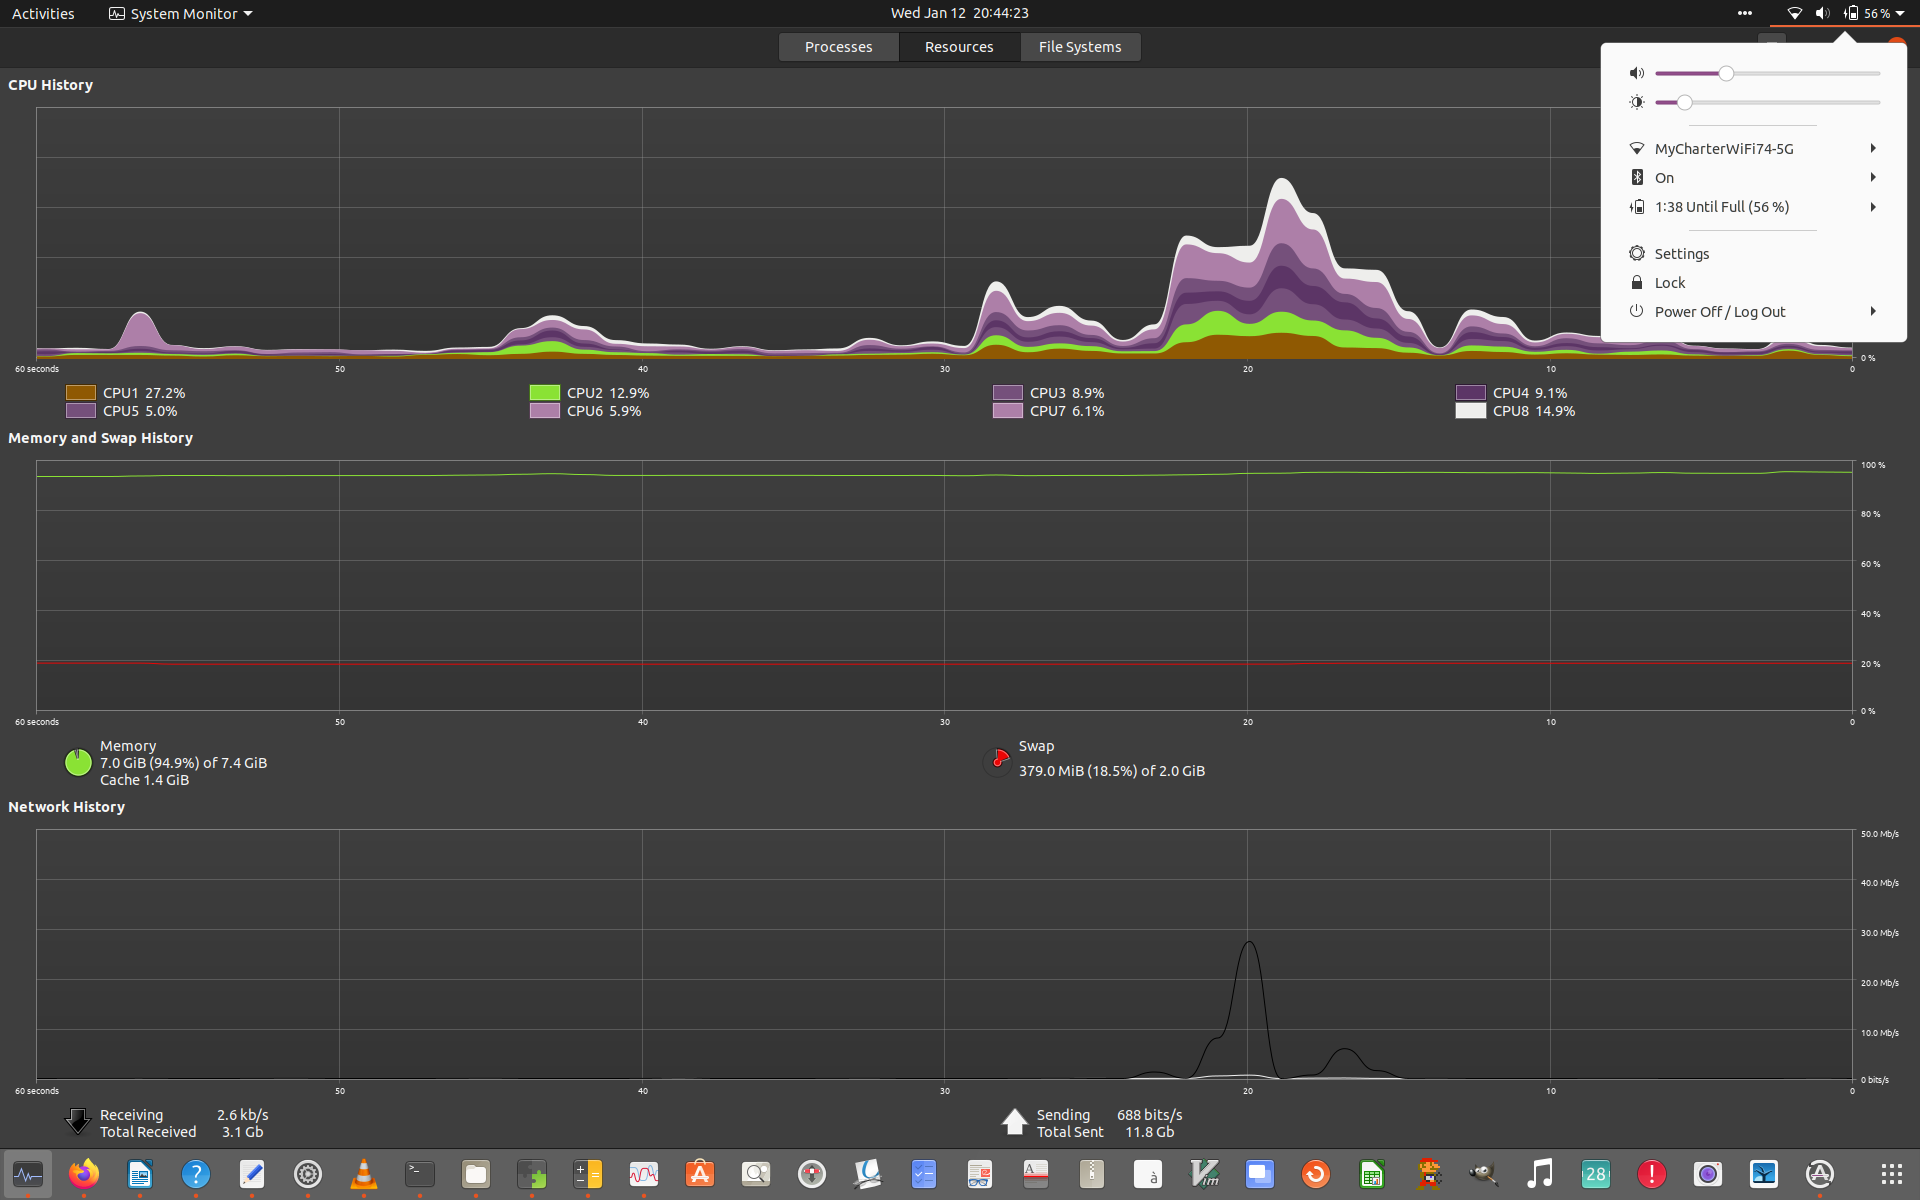 Activities System Monitor Wed Jan 12 20:44:23 56 %
Processes Resources File Systems
CPU History
MyCharterWiFi74-5G
On
1:38 Until Full (56 %)
Settings
Lock
Power Off / Log Out
0 %
60 seconds 50 40 30 20 10 0
CPU1 27.2% CPU2 12.9% CPU3 8.9% CPU4 9.1%
CPU5 5.0% CPU6 5.9% CPU7 6.1% CPU8 14.9%
Memory and Swap History
100 %
80 %
60 %
40 %
20 %
0 %
60 seconds 50 40 30 20 10 0
Memory Swap
7.0 GiB (94.9%) of 7.4 GiB 379.0 MiB (18.5%) of 2.0 GiB
Cache 1.4 GiB
Network History
50.0 Mb/s
40.0 Mb/s
30.0 Mb/s
20.0 Mb/s
10.0 Mb/s
0 bits/s
60 seconds 50 40 30 20 10 0
Receiving 2.6 kb/s Sending 688 bits/s
Total Received 3.1 Gb Total Sent 11.8 Gb
? >_ A à Vim 28 !